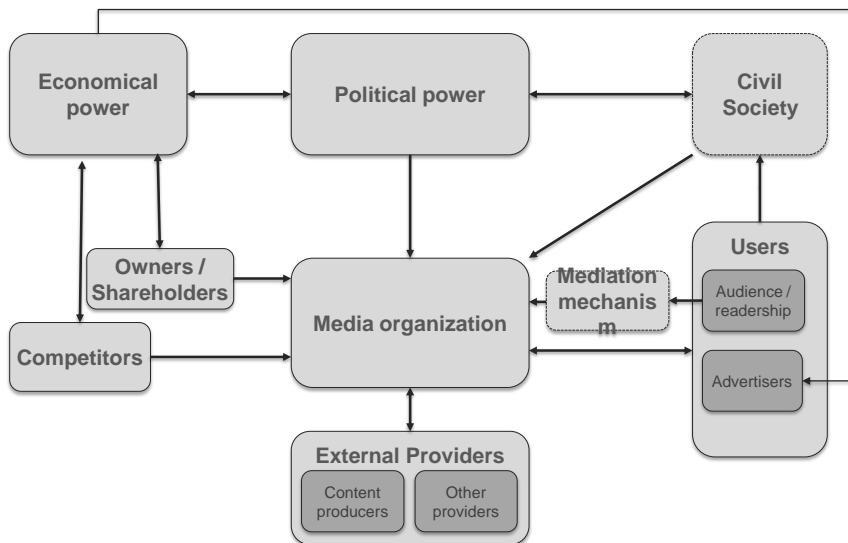 Economical
power
Political power
Civil
Society
Owners /
Shareholders
Competitors
Media organization
Mediation
mechanis
m
Users
Audience /
readership
Advertisers
External Providers
Content
producers
Other
providers